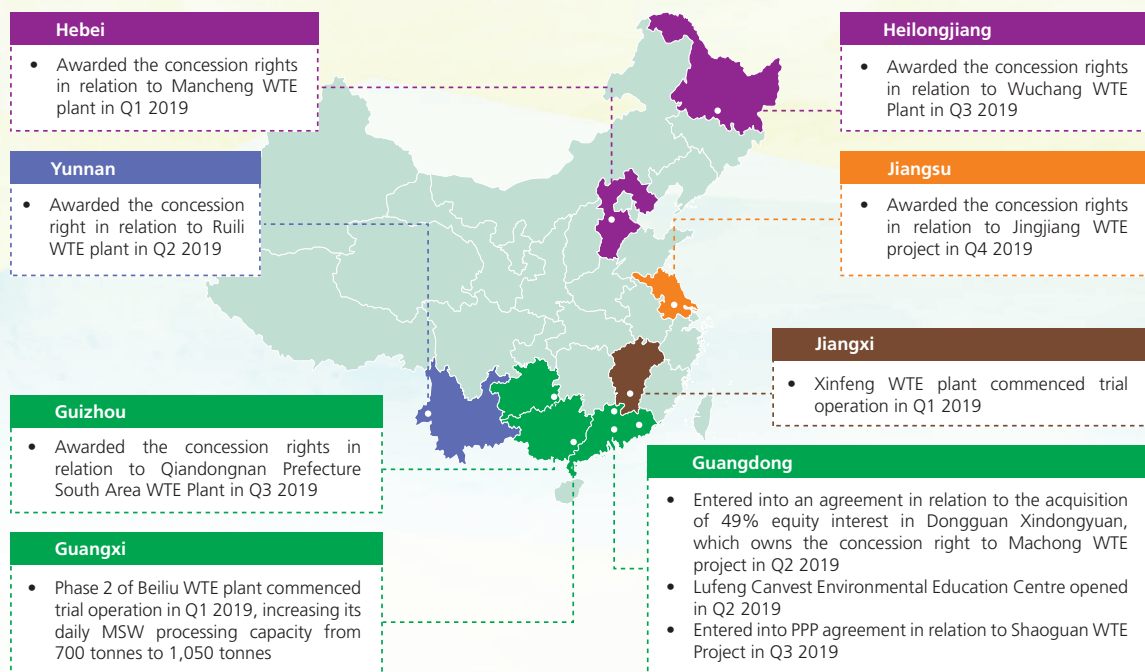 Hebei
• Awarded the concession rights
in relation to Mancheng WTE
plant in Q1 2019
Heilongjiang
• Awarded the concession rights
in relation to Wuchang WTE
Plant in Q3 2019
Yunnan
• Awarded the concession
right in relation to Ruili
WTE plant in Q2 2019
Jiangsu
• Awarded the concession rights
in relation to Jingjiang WTE
project in Q4 2019
Jiangxi
• Xinfeng WTE plant commenced trial
operation in Q1 2019
Guizhou
• Awarded the concession rights in
relation to Qiandongnan Prefecture
South Area WTE Plant in Q3 2019
Guangdong
• Entered into an agreement in relation to the acquisition
of 49% equity interest in Dongguan Xindongyuan,
which owns the concession right to Machong WTE
project in Q2 2019
• Lufeng Canvest Environmental Education Centre opened
in Q2 2019
• Entered into PPP agreement in relation to Shaoguan WTE
Project in Q3 2019
Guangxi
• Phase 2 of Beiliu WTE plant commenced
trial operation in Q1 2019, increasing its
daily MSW processing capacity from
700 tonnes to 1,050 tonnes